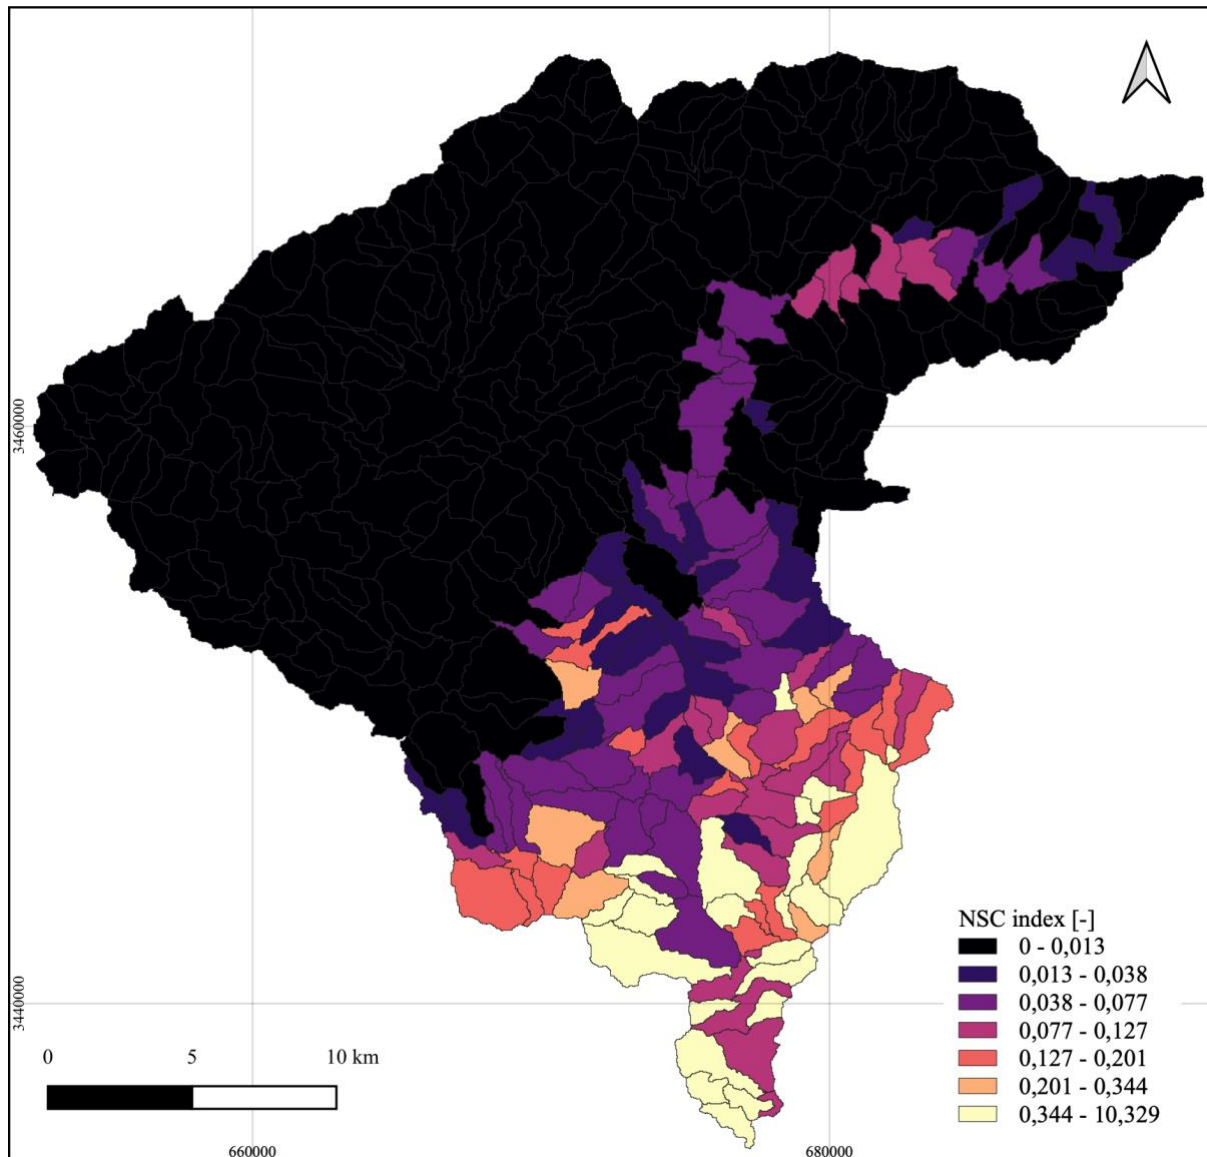 3460000
3440000
NSC index [-]
0 - 0,013
0,013 - 0,038
0,038 - 0,077
0,077 - 0,127
0,127 - 0,201
0,201 - 0,344
0,344 - 10,329
0 5 10 km
660000 680000